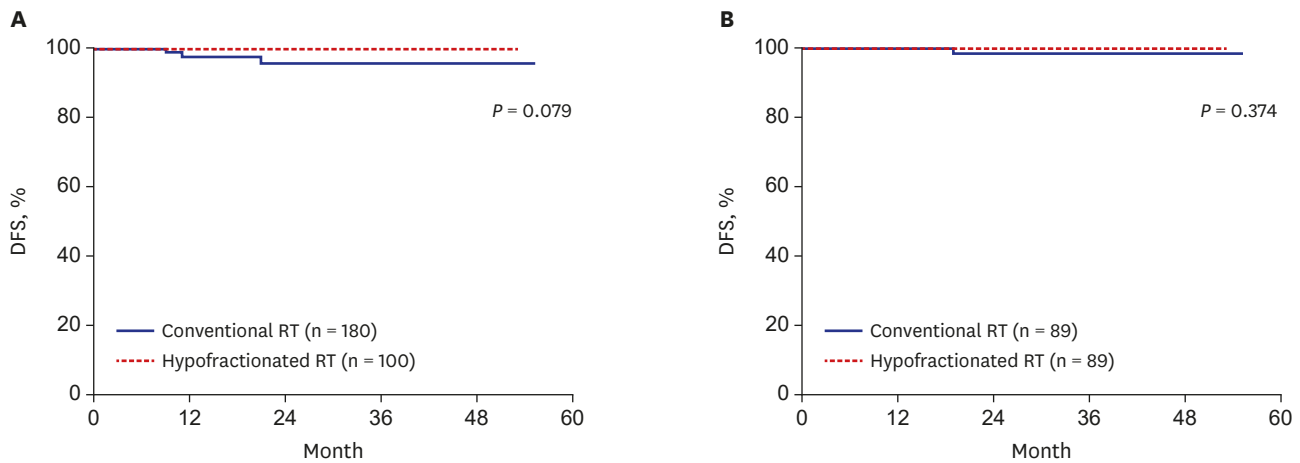 A
100
80
60
40
20
0
DFS, %
P = 0.079
Conventional RT (n = 180)
Hypofractionated RT (n = 100)
0 12 24 36 48 60
Month
B
100
80
60
40
20
0
DFS, %
P = 0.374
Conventional RT (n = 89)
Hypofractionated RT (n = 89)
0 12 24 36 48 60
Month